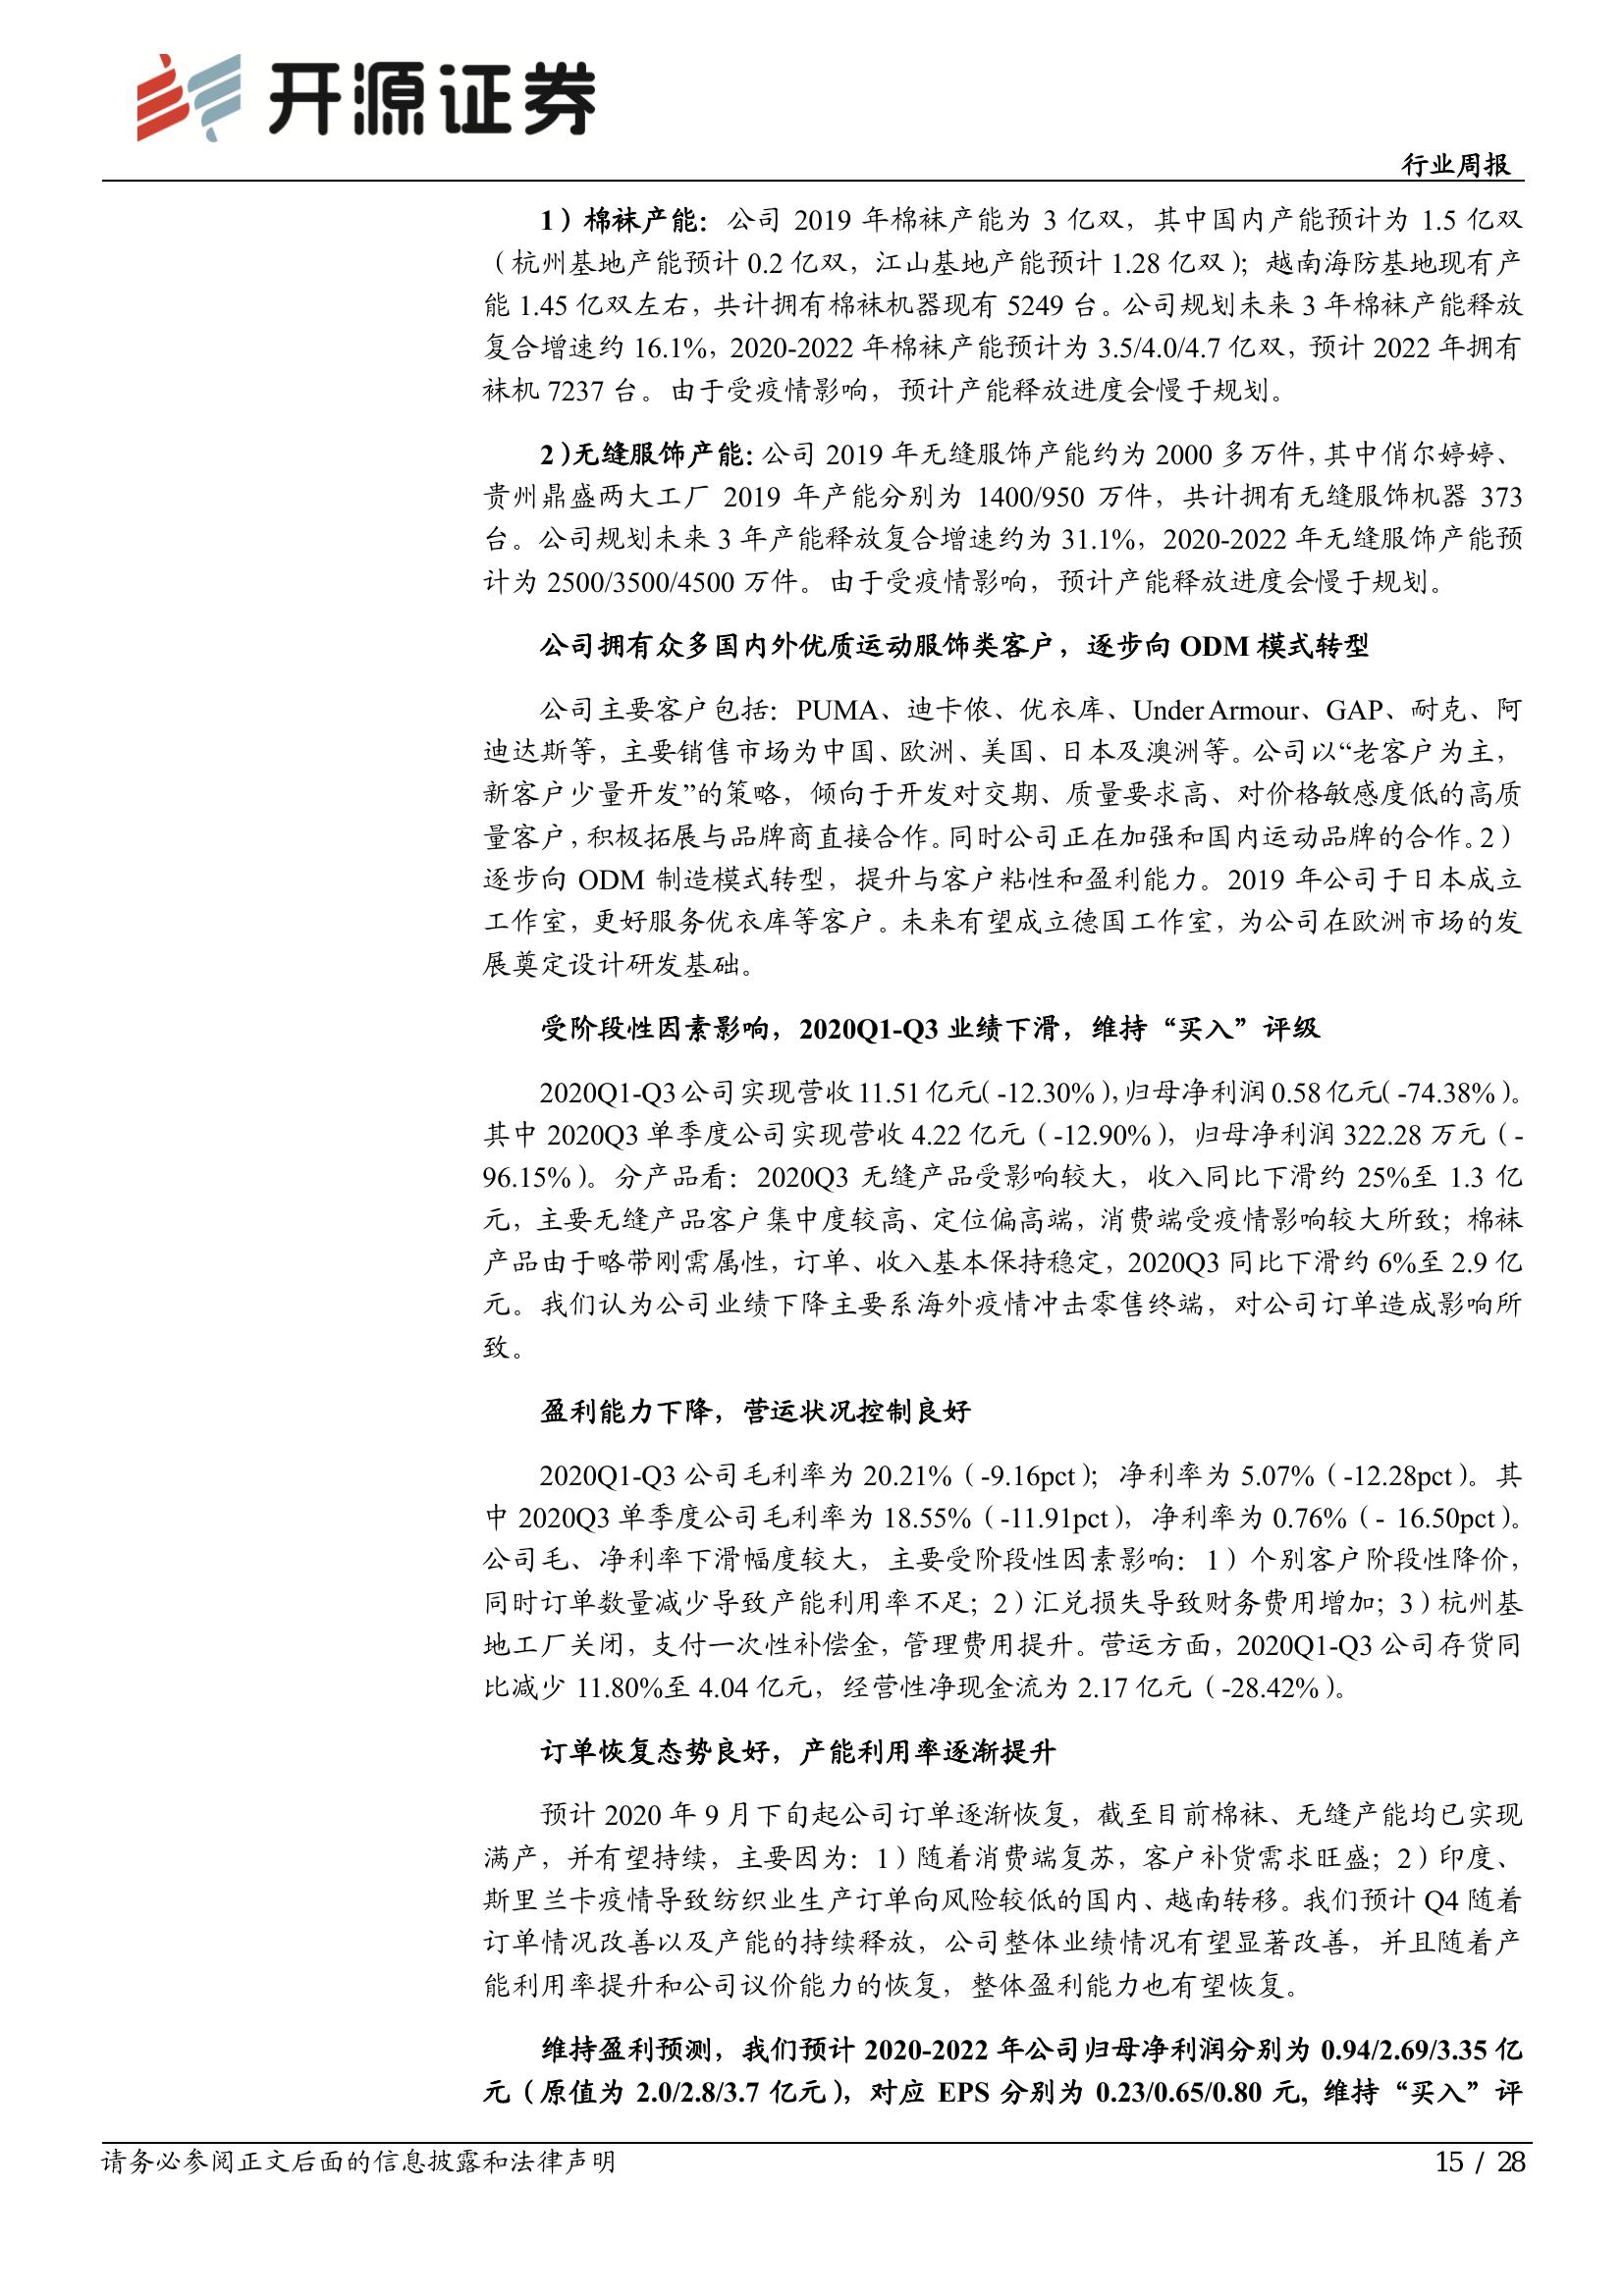 开源证券
行业周报
1）棉袜产能：公司 2019 年棉袜产能为 3 亿双，其中国内产能预计为 1.5 亿双
（杭州基地产能预计 0.2 亿双，江山基地产能预计 1.28 亿双）；越南海防基地现有产
能 1.45 亿双左右，共计拥有棉袜机器现有 5249 台。公司规划未来 3 年棉袜产能释放
复合增速约 16.1%，2020-2022 年棉袜产能预计为 3.5/4.0/4.7 亿双，预计 2022 年拥有
袜机 7237 台。由于受疫情影响，预计产能释放进度会慢于规划。
2）无缝服饰产能：公司 2019 年无缝服饰产能约为 2000 多万件，其中俏尔婷婷、
贵州鼎盛两大工厂 2019 年产能分别为 1400/950 万件，共计拥有无缝服饰机器 373
台。公司规划未来 3 年产能释放复合增速约为 31.1%，2020-2022 年无缝服饰产能预
计为 2500/3500/4500 万件。由于受疫情影响，预计产能释放进度会慢于规划。
公司拥有众多国内外优质运动服饰类客户，逐步向 ODM 模式转型
公司主要客户包括：PUMA、迪卡侬、优衣库、Under Armour、GAP、耐克、阿
迪达斯等，主要销售市场为中国、欧洲、美国、日本及澳洲等。公司以“老客户为主，
新客户少量开发”的策略，倾向于开发对交期、质量要求高、对价格敏感度低的高质
量客户，积极拓展与品牌商直接合作。同时公司正在加强和国内运动品牌的合作。2）
逐步向 ODM 制造模式转型，提升与客户粘性和盈利能力。2019 年公司于日本成立
工作室，更好服务优衣库等客户。未来有望成立德国工作室，为公司在欧洲市场的发
展奠定设计研发基础。
受阶段性因素影响，2020Q1-Q3 业绩下滑，维持“买入”评级
2020Q1-Q3 公司实现营收 11.51 亿元（-12.30%），归母净利润 0.58 亿元（-74.38%）。
其中 2020Q3 单季度公司实现营收 4.22 亿元（-12.90%），归母净利润 322.28 万元（-
96.15%）。分产品看：2020Q3 无缝产品受影响较大，收入同比下滑约 25%至 1.3 亿
元，主要无缝产品客户集中度较高、定位偏高端，消费端受疫情影响较大所致；棉袜
产品由于略带刚需属性，订单、收入基本保持稳定，2020Q3 同比下滑约 6%至 2.9 亿
元。我们认为公司业绩下降主要系海外疫情冲击零售终端，对公司订单造成影响所
致。
盈利能力下降，营运状况控制良好
2020Q1-Q3 公司毛利率为 20.21%（-9.16pct）；净利率为 5.07%（-12.28pct）。其
中 2020Q3 单季度公司毛利率为 18.55%（-11.91pct），净利率为 0.76%（- 16.50pct）。
公司毛、净利率下滑幅度较大，主要受阶段性因素影响：1）个别客户阶段性降价，
同时订单数量减少导致产能利用率不足；2）汇兑损失导致财务费用增加；3）杭州基
地工厂关闭，支付一次性补偿金，管理费用提升。营运方面，2020Q1-Q3 公司存货同
比减少 11.80%至 4.04 亿元，经营性净现金流为 2.17 亿元（-28.42%）。
订单恢复态势良好，产能利用率逐渐提升
预计 2020 年 9 月下旬起公司订单逐渐恢复，截至目前棉袜、无缝产能均已实现
满产，并有望持续，主要因为：1）随着消费端复苏，客户补货需求旺盛；2）印度、
斯里兰卡疫情导致纺织业生产订单向风险较低的国内、越南转移。我们预计 Q4 随着
订单情况改善以及产能的持续释放，公司整体业绩情况有望显著改善，并且随着产
能利用率提升和公司议价能力的恢复，整体盈利能力也有望恢复。
维持盈利预测，我们预计 2020-2022 年公司归母净利润分别为 0.94/2.69/3.35 亿
元（原值为 2.0/2.8/3.7 亿元），对应 EPS 分别为 0.23/0.65/0.80 元, 维持“买入”评
请务必参阅正文后面的信息披露和法律声明
15 / 28